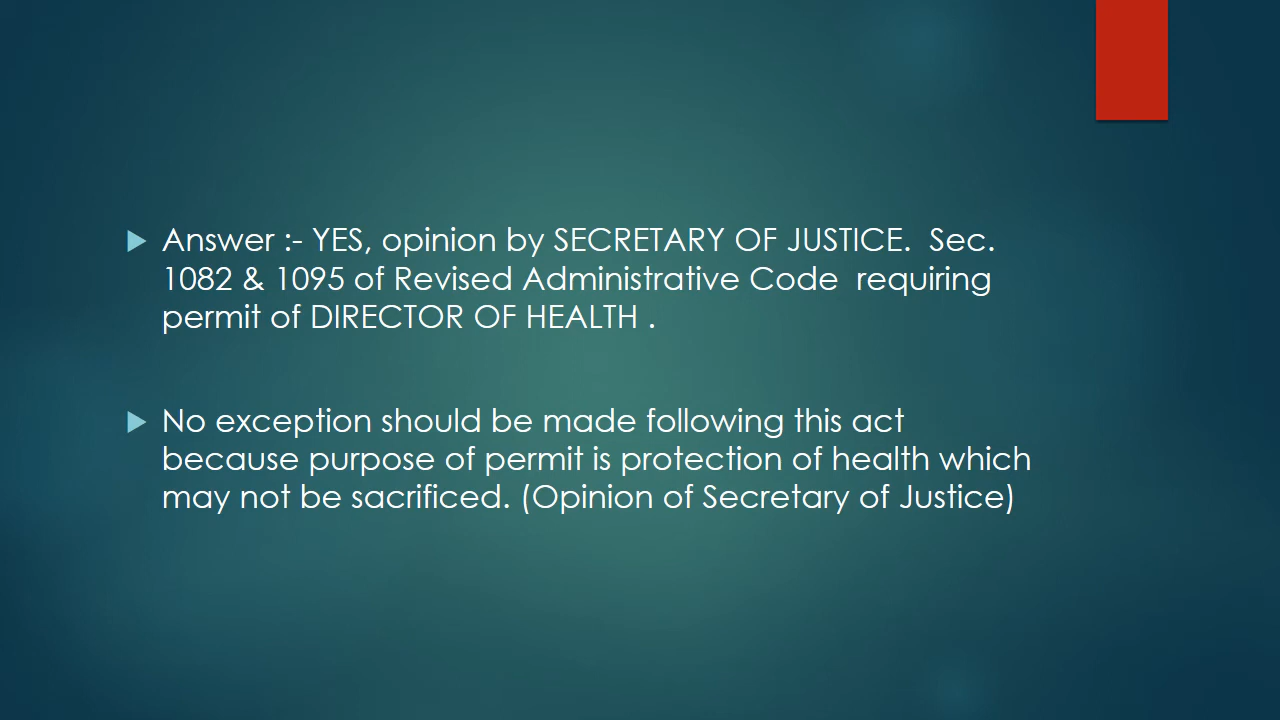 Answer :- YES, opinion by SECRETARY OF JUSTICE.  Sec.
1082 & 1095 of Revised Administrative Code  requiring
permit of DIRECTOR OF HEALTH .
No exception should be made following this act
because purpose of permit is protection of health which
may not be sacrificed. (Opinion of Secretary of Justice)